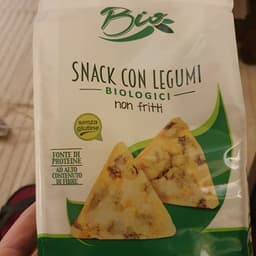 Bio
SNACK CON LEGUMI
BIOLOGICI
non fritti
senza
glutine
FONTE DI
PROTEINE
AD ALTO
CONTENUTO
DI FIBRE